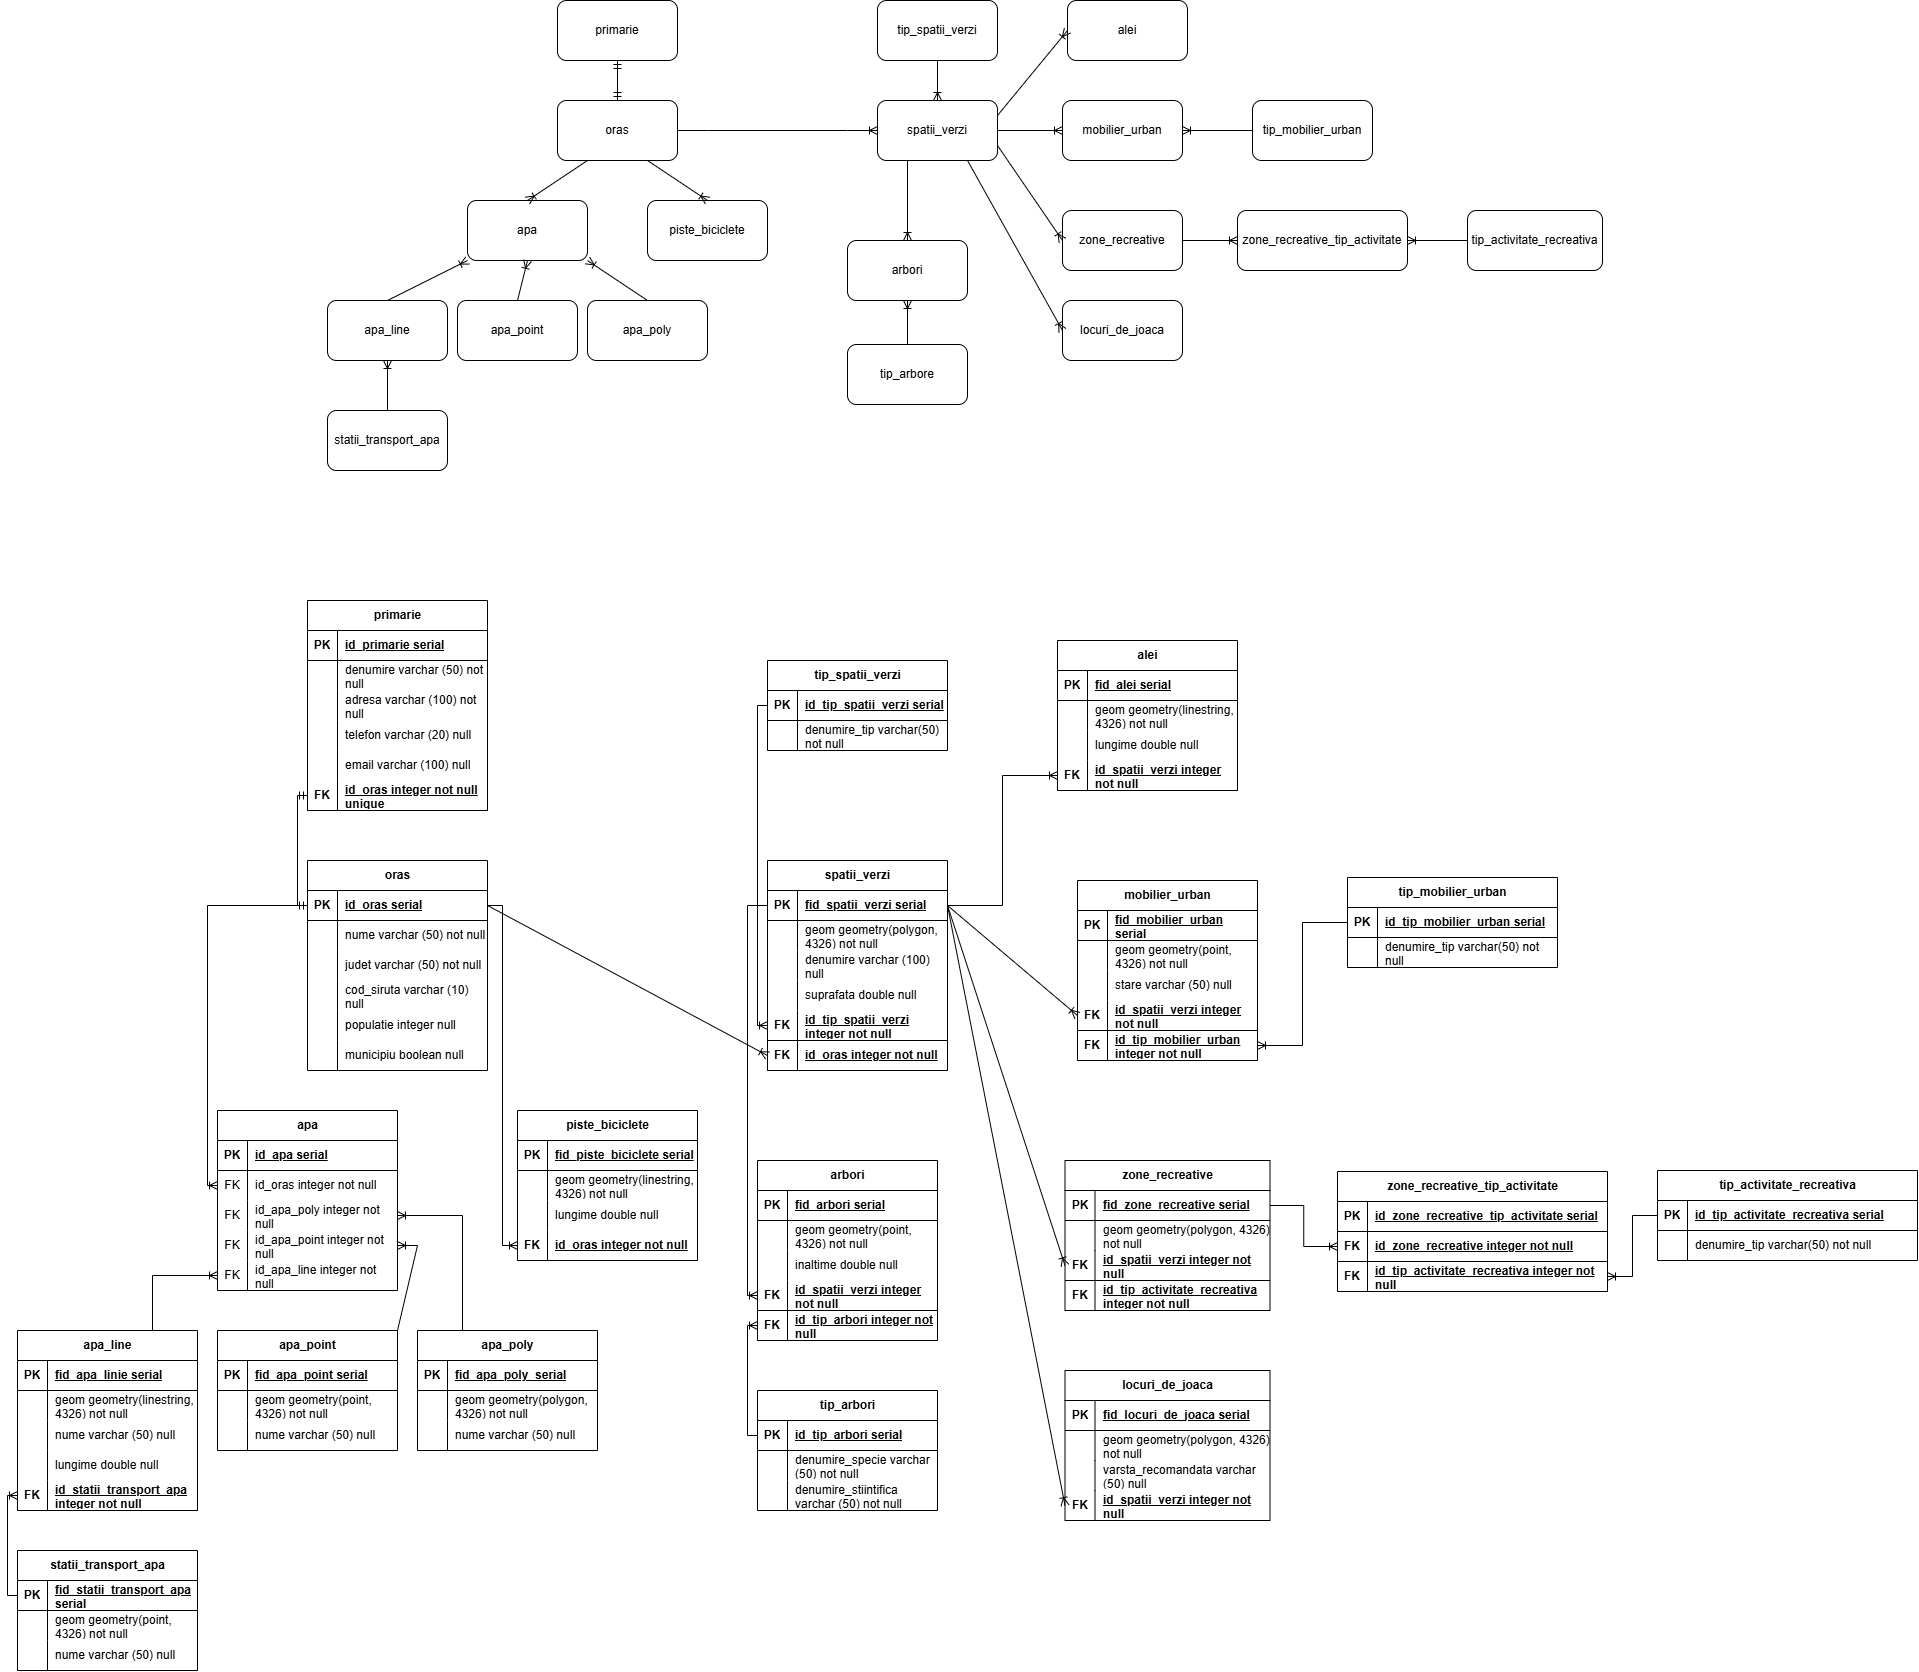 primarie
tip_spatii_verzi
alei
oras
spatii_verzi
mobilier_urban
tip_mobilier_urban
apa
piste_biciclete
zone_recreative
zone_recreative_tip_activitate
tip_activitate_recreativa
arbori
apa_line
apa_point
apa_poly
locuri_de_joaca
tip_arbore
statii_transport_apa
primarie
PK
id_primarie serial
denumire varchar (50) not
null
adresa varchar (100) not
null
telefon varchar (20) null
email varchar (100) null
FK
id_oras integer not null
unique
tip_spatii_verzi
PK
id_tip_spatii_verzi serial
denumire_tip varchar(50)
not null
alei
PK
fid_alei serial
geom geometry(linestring,
4326) not null
lungime double null
FK
id_spatii_verzi integer
not null
oras
PK
id_oras serial
nume varchar (50) not null
judet varchar (50) not null
cod_siruta varchar (10)
null
populatie integer null
municipiu boolean null
spatii_verzi
PK
fid_spatii_verzi serial
geom geometry(polygon,
4326) not null
denumire varchar (100)
null
suprafata double null
FK
id_tip_spatii_verzi
integer not null
FK
id_oras integer not null
mobilier_urban
PK
fid_mobilier_urban
serial
geom geometry(point,
4326) not null
stare varchar (50) null
FK
id_spatii_verzi integer
not null
FK
id_tip_mobilier_urban
integer not null
tip_mobilier_urban
PK
id_tip_mobilier_urban serial
denumire_tip varchar(50) not
null
apa
PK
id_apa serial
FK
id_oras integer not null
FK
id_apa_poly integer not
null
FK
id_apa_point integer not
null
FK
id_apa_line integer not
null
piste_biciclete
PK
fid_piste_biciclete serial
geom geometry(linestring,
4326) not null
lungime double null
FK
id_oras integer not null
arbori
PK
fid_arbori serial
geom geometry(point,
4326) not null
inaltime double null
FK
id_spatii_verzi integer
not null
FK
id_tip_arbori integer not
null
zone_recreative
PK
fid_zone_recreative serial
geom geometry(polygon, 4326)
not null
FK
id_spatii_verzi integer not
null
FK
id_tip_activitate_recreativa
integer not null
zone_recreative_tip_activitate
PK
id_zone_recreative_tip_activitate serial
FK
id_zone_recreative integer not null
FK
id_tip_activitate_recreativa integer not
null
tip_activitate_recreativa
PK
id_tip_activitate_recreativa serial
denumire_tip varchar(50) not null
apa_line
PK
fid_apa_linie serial
geom geometry(linestring,
4326) not null
nume varchar (50) null
lungime double null
FK
id_statii_transport_apa
integer not null
apa_point
PK
fid_apa_point serial
geom geometry(point,
4326) not null
nume varchar (50) null
apa_poly
PK
fid_apa_poly_serial
geom geometry(polygon,
4326) not null
nume varchar (50) null
tip_arbori
PK
id_tip_arbori serial
denumire_specie varchar
(50) not null
denumire_stiintifica
varchar (50) not null
locuri_de_joaca
PK
fid_locuri_de_joaca serial
geom geometry(polygon, 4326)
not null
varsta_recomandata varchar
(50) null
FK
id_spatii_verzi integer not
null
statii_transport_apa
PK
fid_statii_transport_apa
serial
geom geometry(point,
4326) not null
nume varchar (50) null